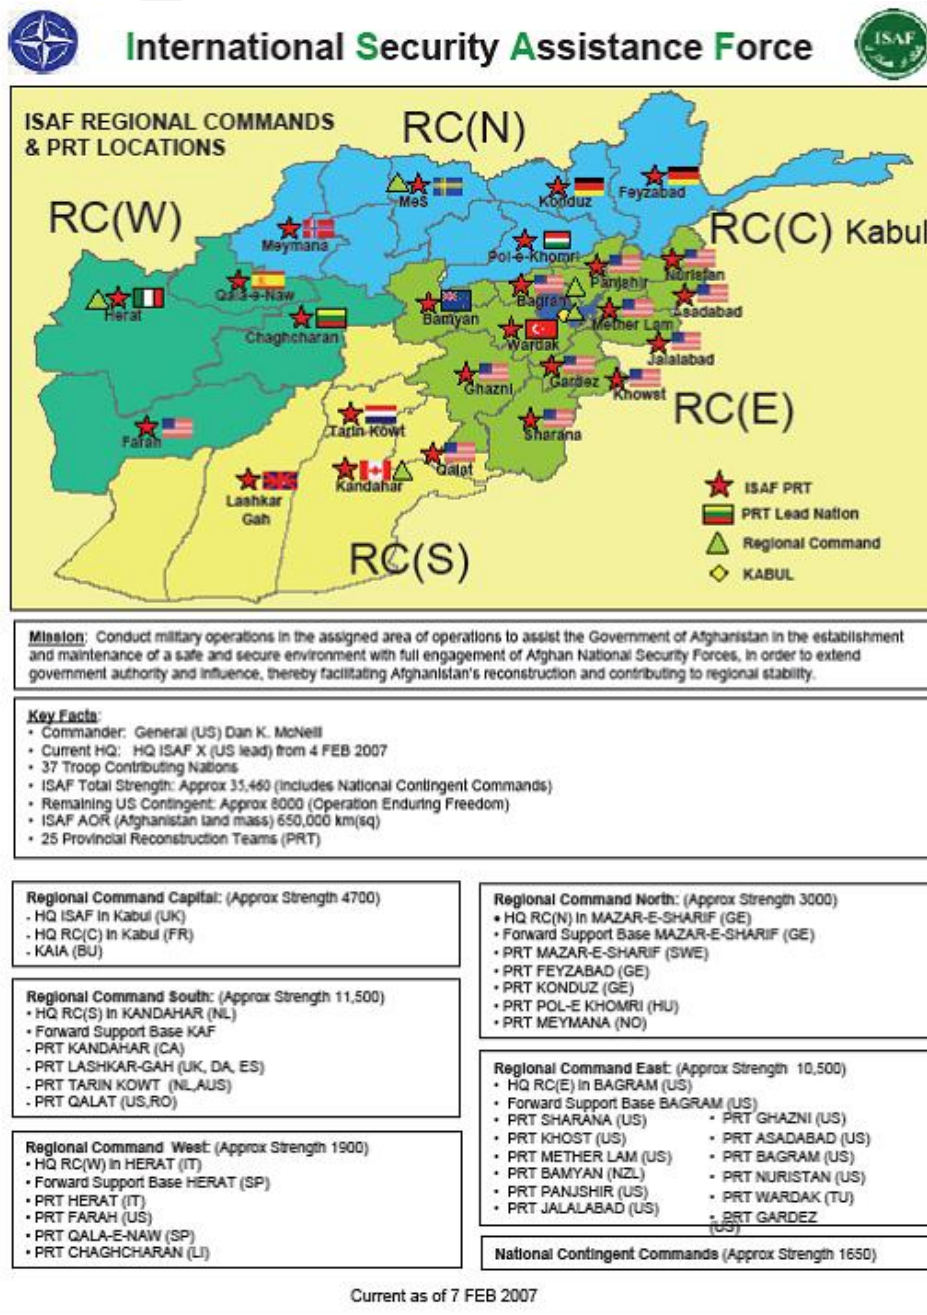 International Security Assistance Force
ISAF
ISAF REGIONAL COMMANDS
& PRT LOCATIONS
RC(N)
RC(W)
RC(C) Kabul
RC(E)
RC(S)
MeS
Konduz
Feyzabad
Meymana
Pol-e-Khomri
Qala-e-Naw
Herat
Chaghcharan
Bamyan
Bagram
Panjshir
Nuristan
Asadabad
Mether Lam
Wardak
Jalalabad
Ghazni
Gardez
Khowst
Sharana
Farah
Tarin Kowt
Qalat
Kandahar
Lashkar
Gah
ISAF PRT
PRT Lead Nation
Regional Command
KABUL
Mission: Conduct military operations in the assigned area of operations to assist the Government of Afghanistan in the establishment
and maintenance of a safe and secure environment with full engagement of Afghan National Security Forces, in order to extend
government authority and influence, thereby facilitating Afghanistan's reconstruction and contributing to regional stability.
Key Facts:
• Commander: General (US) Dan K. McNeill
• Current HQ: HQ ISAF X (US lead) from 4 FEB 2007
• 37 Troop Contributing Nations
• ISAF Total Strength: Approx 35,460 (includes National Contingent Commands)
• Remaining US Contingent: Approx 8000 (Operation Enduring Freedom)
• ISAF AOR (Afghanistan land mass) 650,000 km(sq)
• 25 Provincial Reconstruction Teams (PRT)
Regional Command Capital: (Approx Strength 4700)
- HQ ISAF in Kabul (UK)
- HQ RC(C) in Kabul (FR)
- KAIA (BU)
Regional Command South: (Approx Strength 11,500)
• HQ RC(S) in KANDAHAR (NL)
• Forward Support Base KAF
- PRT KANDAHAR (CA)
- PRT LASHKAR-GAH (UK, DA, ES)
- PRT TARIN KOWT (NL,AUS)
- PRT QALAT (US,RO)
Regional Command West: (Approx Strength 1900)
• HQ RC(W) in HERAT (IT)
• Forward Support Base HERAT (SP)
• PRT HERAT (IT)
• PRT FARAH (US)
• PRT QALA-E-NAW (SP)
• PRT CHAGHCHARAN (LI)
Regional Command North: (Approx Strength 3000)
• HQ RC(N) in MAZAR-E-SHARIF (GE)
• Forward Support Base MAZAR-E-SHARIF (GE)
• PRT MAZAR-E-SHARIF (SWE)
• PRT FEYZABAD (GE)
• PRT KONDUZ (GE)
• PRT POL-E KHOMRI (HU)
• PRT MEYMANA (NO)
Regional Command East: (Approx Strength 10,500)
• HQ RC(E) in BAGRAM (US)
• Forward Support Base BAGRAM (US)
• PRT SHARANA (US)
• PRT KHOST (US)
• PRT METHER LAM (US)
• PRT BAMYAN (NZL)
• PRT PANJSHIR (US)
• PRT JALALABAD (US)
• PRT GHAZNI (US)
• PRT ASADABAD (US)
• PRT BAGRAM (US)
• PRT NURISTAN (US)
• PRT WARDAK (TU)
• PRT GARDEZ
(US)
National Contingent Commands (Approx Strength 1650)
Current as of 7 FEB 2007